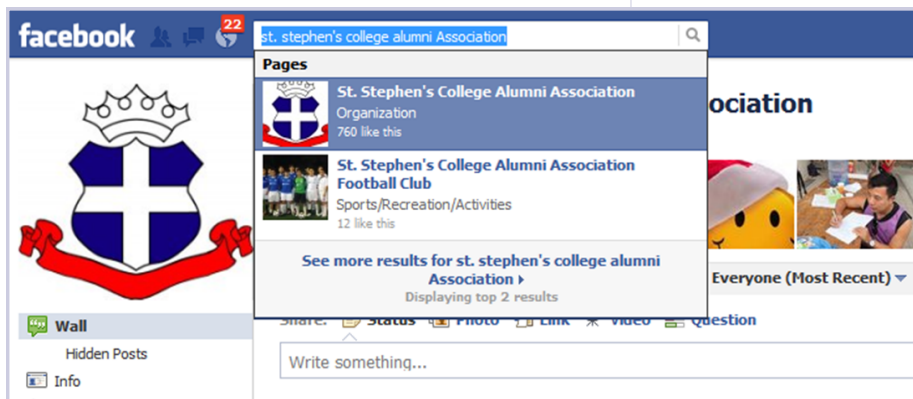 facebook
22
st. stephen's college alumni Association
Pages
St. Stephen's College Alumni Association
Organization
760 like this
St. Stephen's College Alumni Association
Football Club
Sports/Recreation/Activities
12 like this
See more results for st. stephen's college alumni
Association
Displaying top 2 results
ociation
Everyone (Most Recent)
Share: Status Photo Link Video Question
Write something...
Wall
Hidden Posts
Info